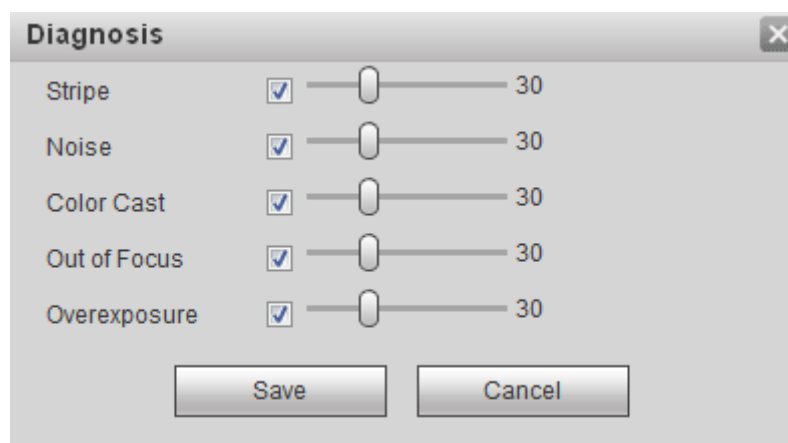 Diagnosis
Stripe 30
Noise 30
Color Cast 30
Out of Focus 30
Overexposure 30
Save Cancel